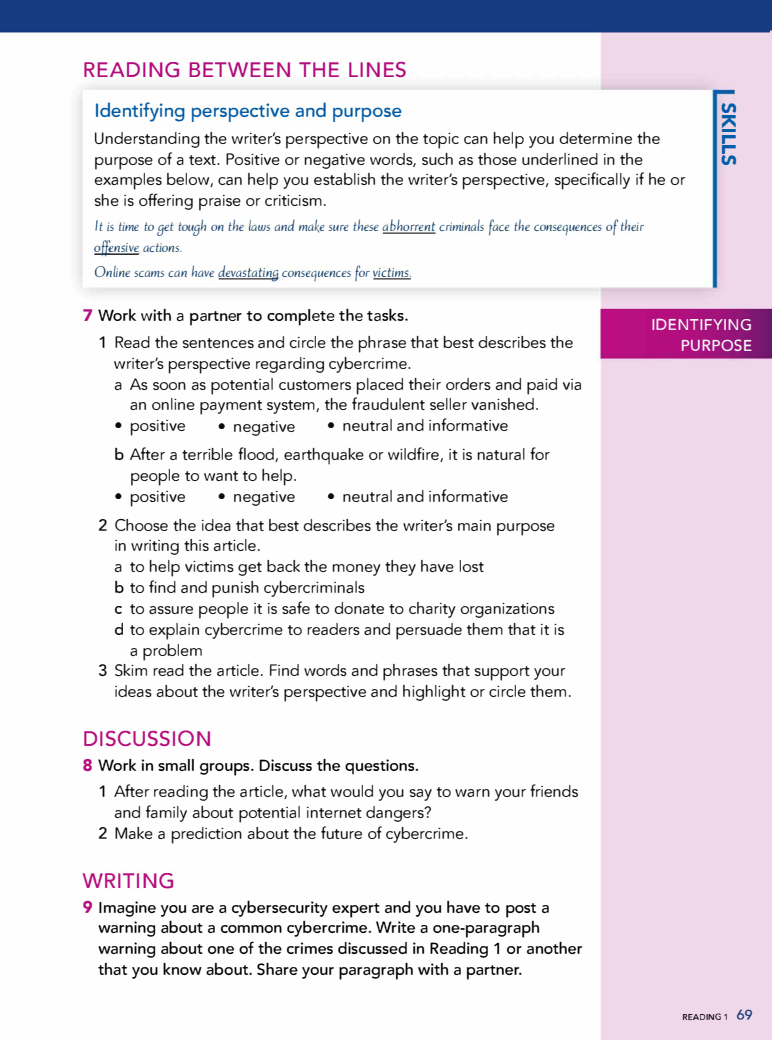 READING BETWEEN THE LINES
SKILLS
Identifying perspective and purpose
Understanding the writer's perspective on the topic can help you determine the
purpose of a text. Positive or negative words, such as those underlined in the
examples below, can help you establish the writer's perspective, specifically if he or
she is offering praise or criticism.
It is time to get tough on the laws and make sure these abhorrent criminals face the consequences of their
offensive actions.
Online scams can have devastating consequences for victims.
IDENTIFYING
PURPOSE
7 Work with a partner to complete the tasks.
1 Read the sentences and circle the phrase that best describes the
writer's perspective regarding cybercrime.
a As soon as potential customers placed their orders and paid via
an online payment system, the fraudulent seller vanished.
• positive • negative • neutral and informative
b After a terrible flood, earthquake or wildfire, it is natural for
people to want to help.
• positive • negative • neutral and informative
2 Choose the idea that best describes the writer's main purpose
in writing this article.
a to help victims get back the money they have lost
b to find and punish cybercriminals
c to assure people it is safe to donate to charity organizations
d to explain cybercrime to readers and persuade them that it is
a problem
3 Skim read the article. Find words and phrases that support your
ideas about the writer's perspective and highlight or circle them.
DISCUSSION
8 Work in small groups. Discuss the questions.
1 After reading the article, what would you say to warn your friends
and family about potential internet dangers?
2 Make a prediction about the future of cybercrime.
WRITING
9 Imagine you are a cybersecurity expert and you have to post a
warning about a common cybercrime. Write a one-paragraph
warning about one of the crimes discussed in Reading 1 or another
that you know about. Share your paragraph with a partner.
READING 1 69